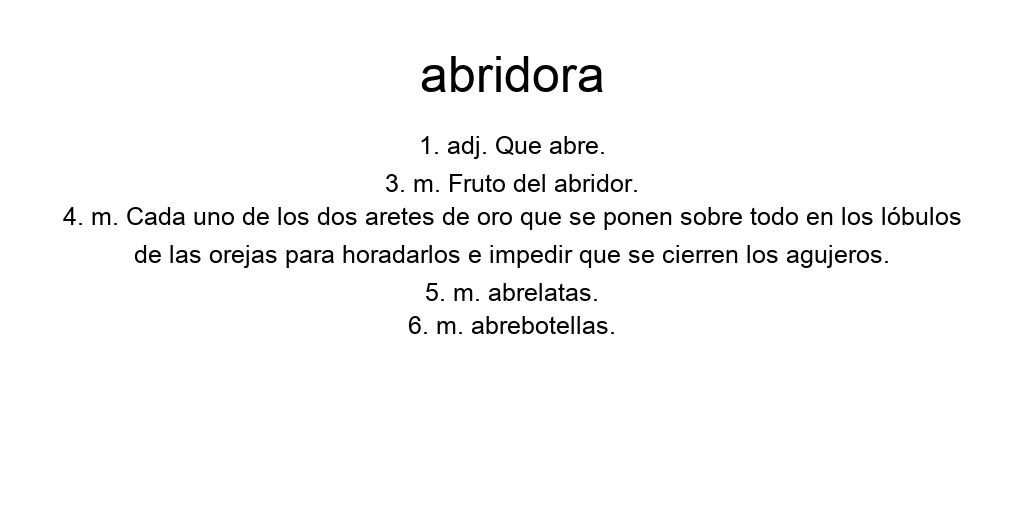 abridora
1. adj. Que abre.
3. m. Fruto del abridor.
4. m. Cada uno de los dos aretes de oro que se ponen sobre todo en los lóbulos
de las orejas para horadarlos e impedir que se cierren los agujeros.
5. m. abrelatas.
6. m. abrebotellas.